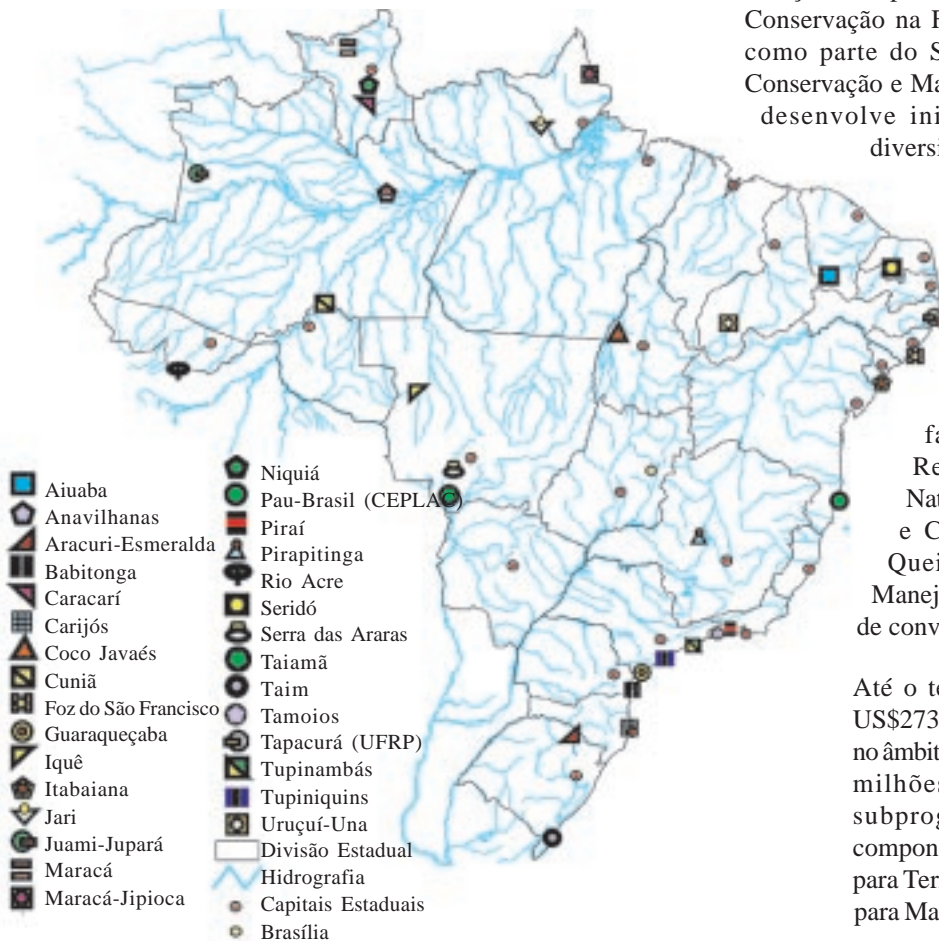 Conservação na
como parte do
Conservação e
desenvolve
fa
Re
Nat
e C
Quei
Manej
de conv
Até o
US$273
no âmbit
milhões
subprog
compon
para Ter
para Ma
Aiuaba
Anavilhanas
Aracuri-Esmeralda
Babitonga
Caracarí
Carijós
Coco Javaés
Cuniã
Foz do São Francisco
Guaraqueçaba
Iquê
Itabaiana
Jari
Juami-Jupará
Maracá
Maracá-Jipioca
Niquiá
Pau-Brasil (CEPLAC)
Piraí
Pirapitinga
Rio Acre
Seridó
Serra das Araras
Taiamã
Taim
Tamoios
Tapacurá (UFRP)
Tupinambás
Tupiniquins
Uruçuí-Una
Divisão Estadual
Hidrografia
Capitais Estaduais
Brasília